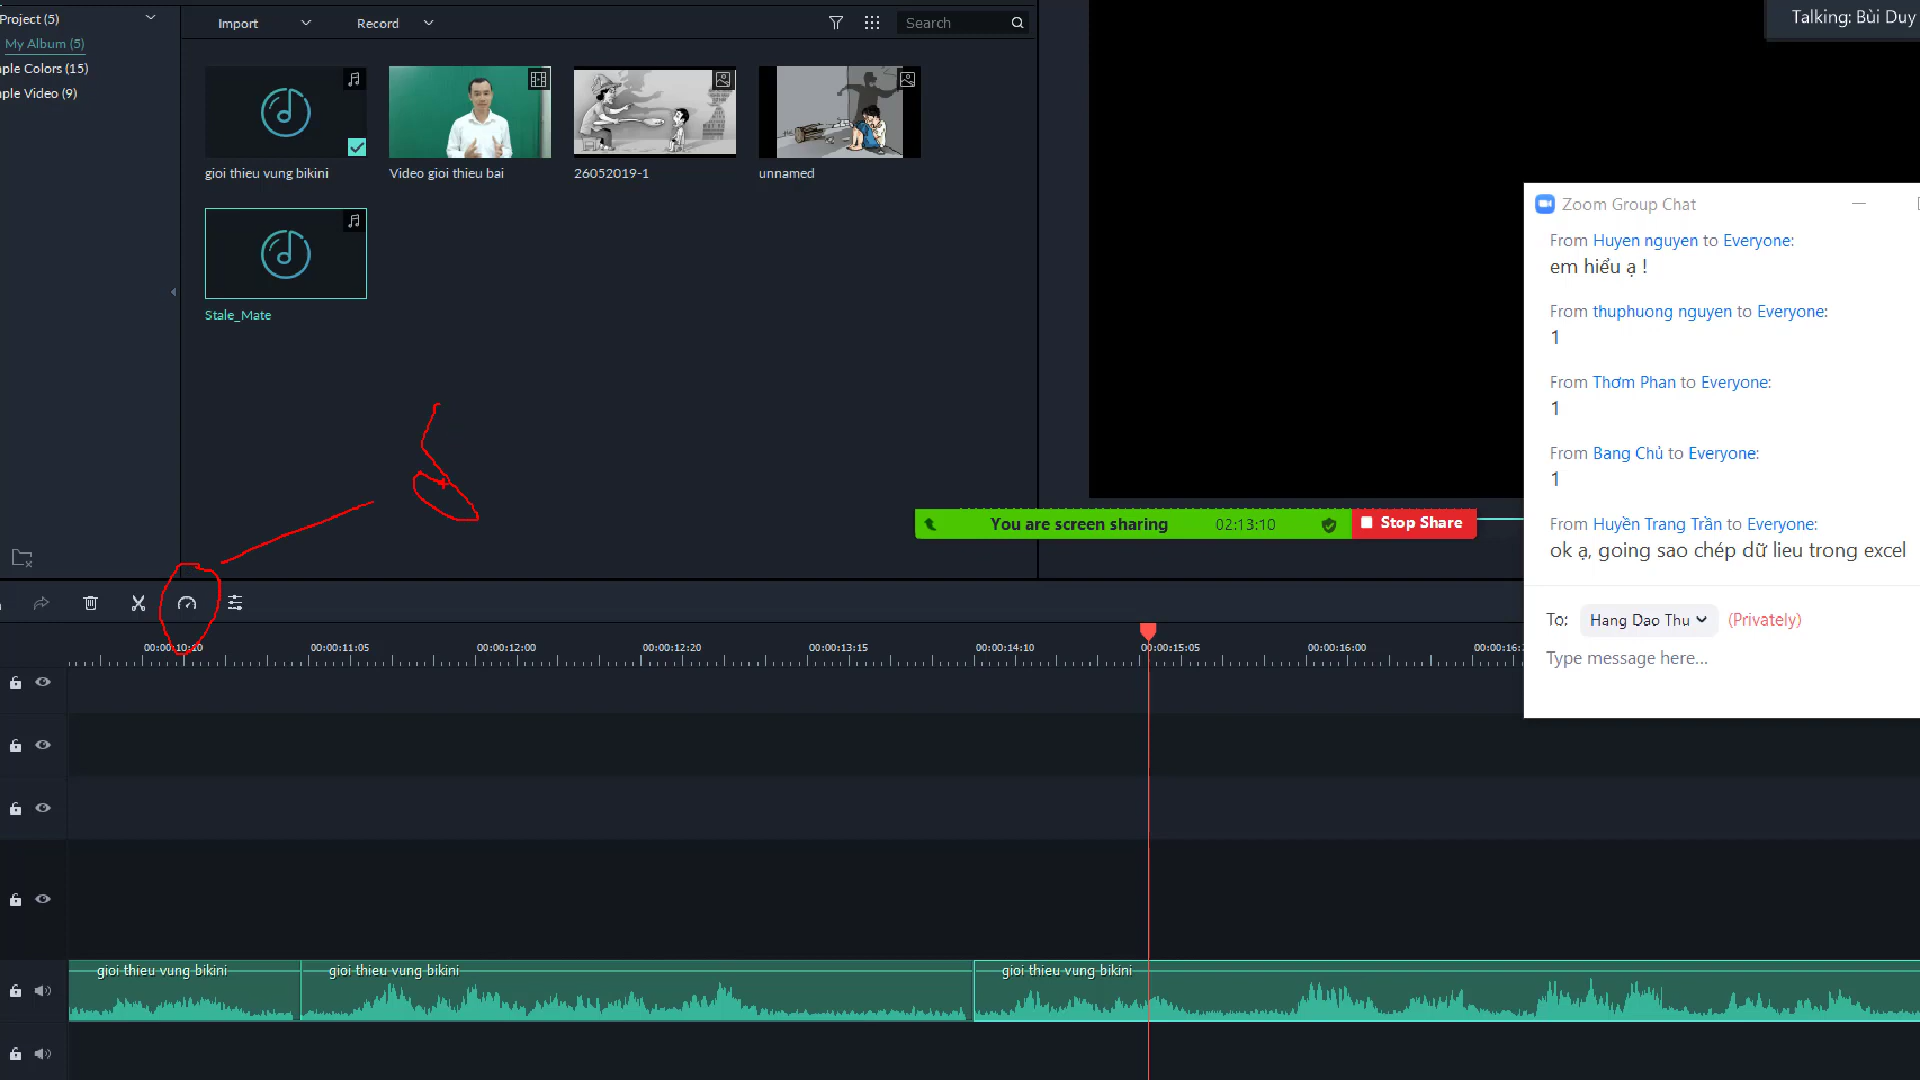 Project (5)
My Album (5)
ple Colors (15)
ple Video (9)
Import
Record
Search
gioi thieu vung bikini
Video gioi thieu bai
26052019-1
unnamed
Stale_Mate
Talking: Bùi Duy
Zoom Group Chat
From Huyen nguyen to Everyone:
em hiểu ạ !
From thuphuong nguyen to Everyone:
1
From Thơm Phan to Everyone:
1
From Bang Chủ to Everyone:
1
From Huyền Trang Trần to Everyone:
ok ạ, going sao chép dữ lieu trong excel
To: Hang Dao Thu (Privately)
Type message here...
You are screen sharing 02:13:10 Stop Share
00:00:10:20 00:00:11:05 00:00:12:00 00:00:12:20 00:00:13:15 00:00:14:10 00:00:15:05 00:00:16:00 00:00:16:
gioi thieu vung bikini gioi thieu vung bikini gioi thieu vung bikini